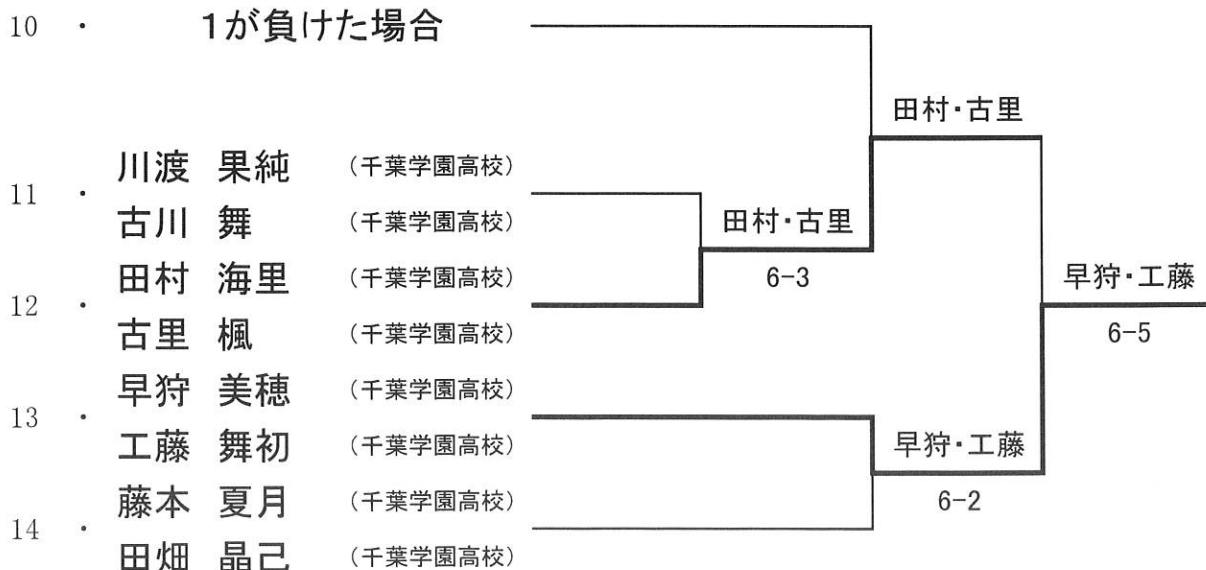 10 ・ 1が負けた場合
田村・古里
川渡 果純 (千葉学園高校)
11 ・
古川 舞 (千葉学園高校)
田村・古里
田村 海里 (千葉学園高校)
6-3
早狩・工藤
12 ・
古里 楓 (千葉学園高校)
6-5
早狩 美穂 (千葉学園高校)
13 ・
工藤 舞初 (千葉学園高校)
早狩・工藤
藤本 夏月 (千葉学園高校)
6-2
14 ・
田畑 晶己 (千葉学園高校)